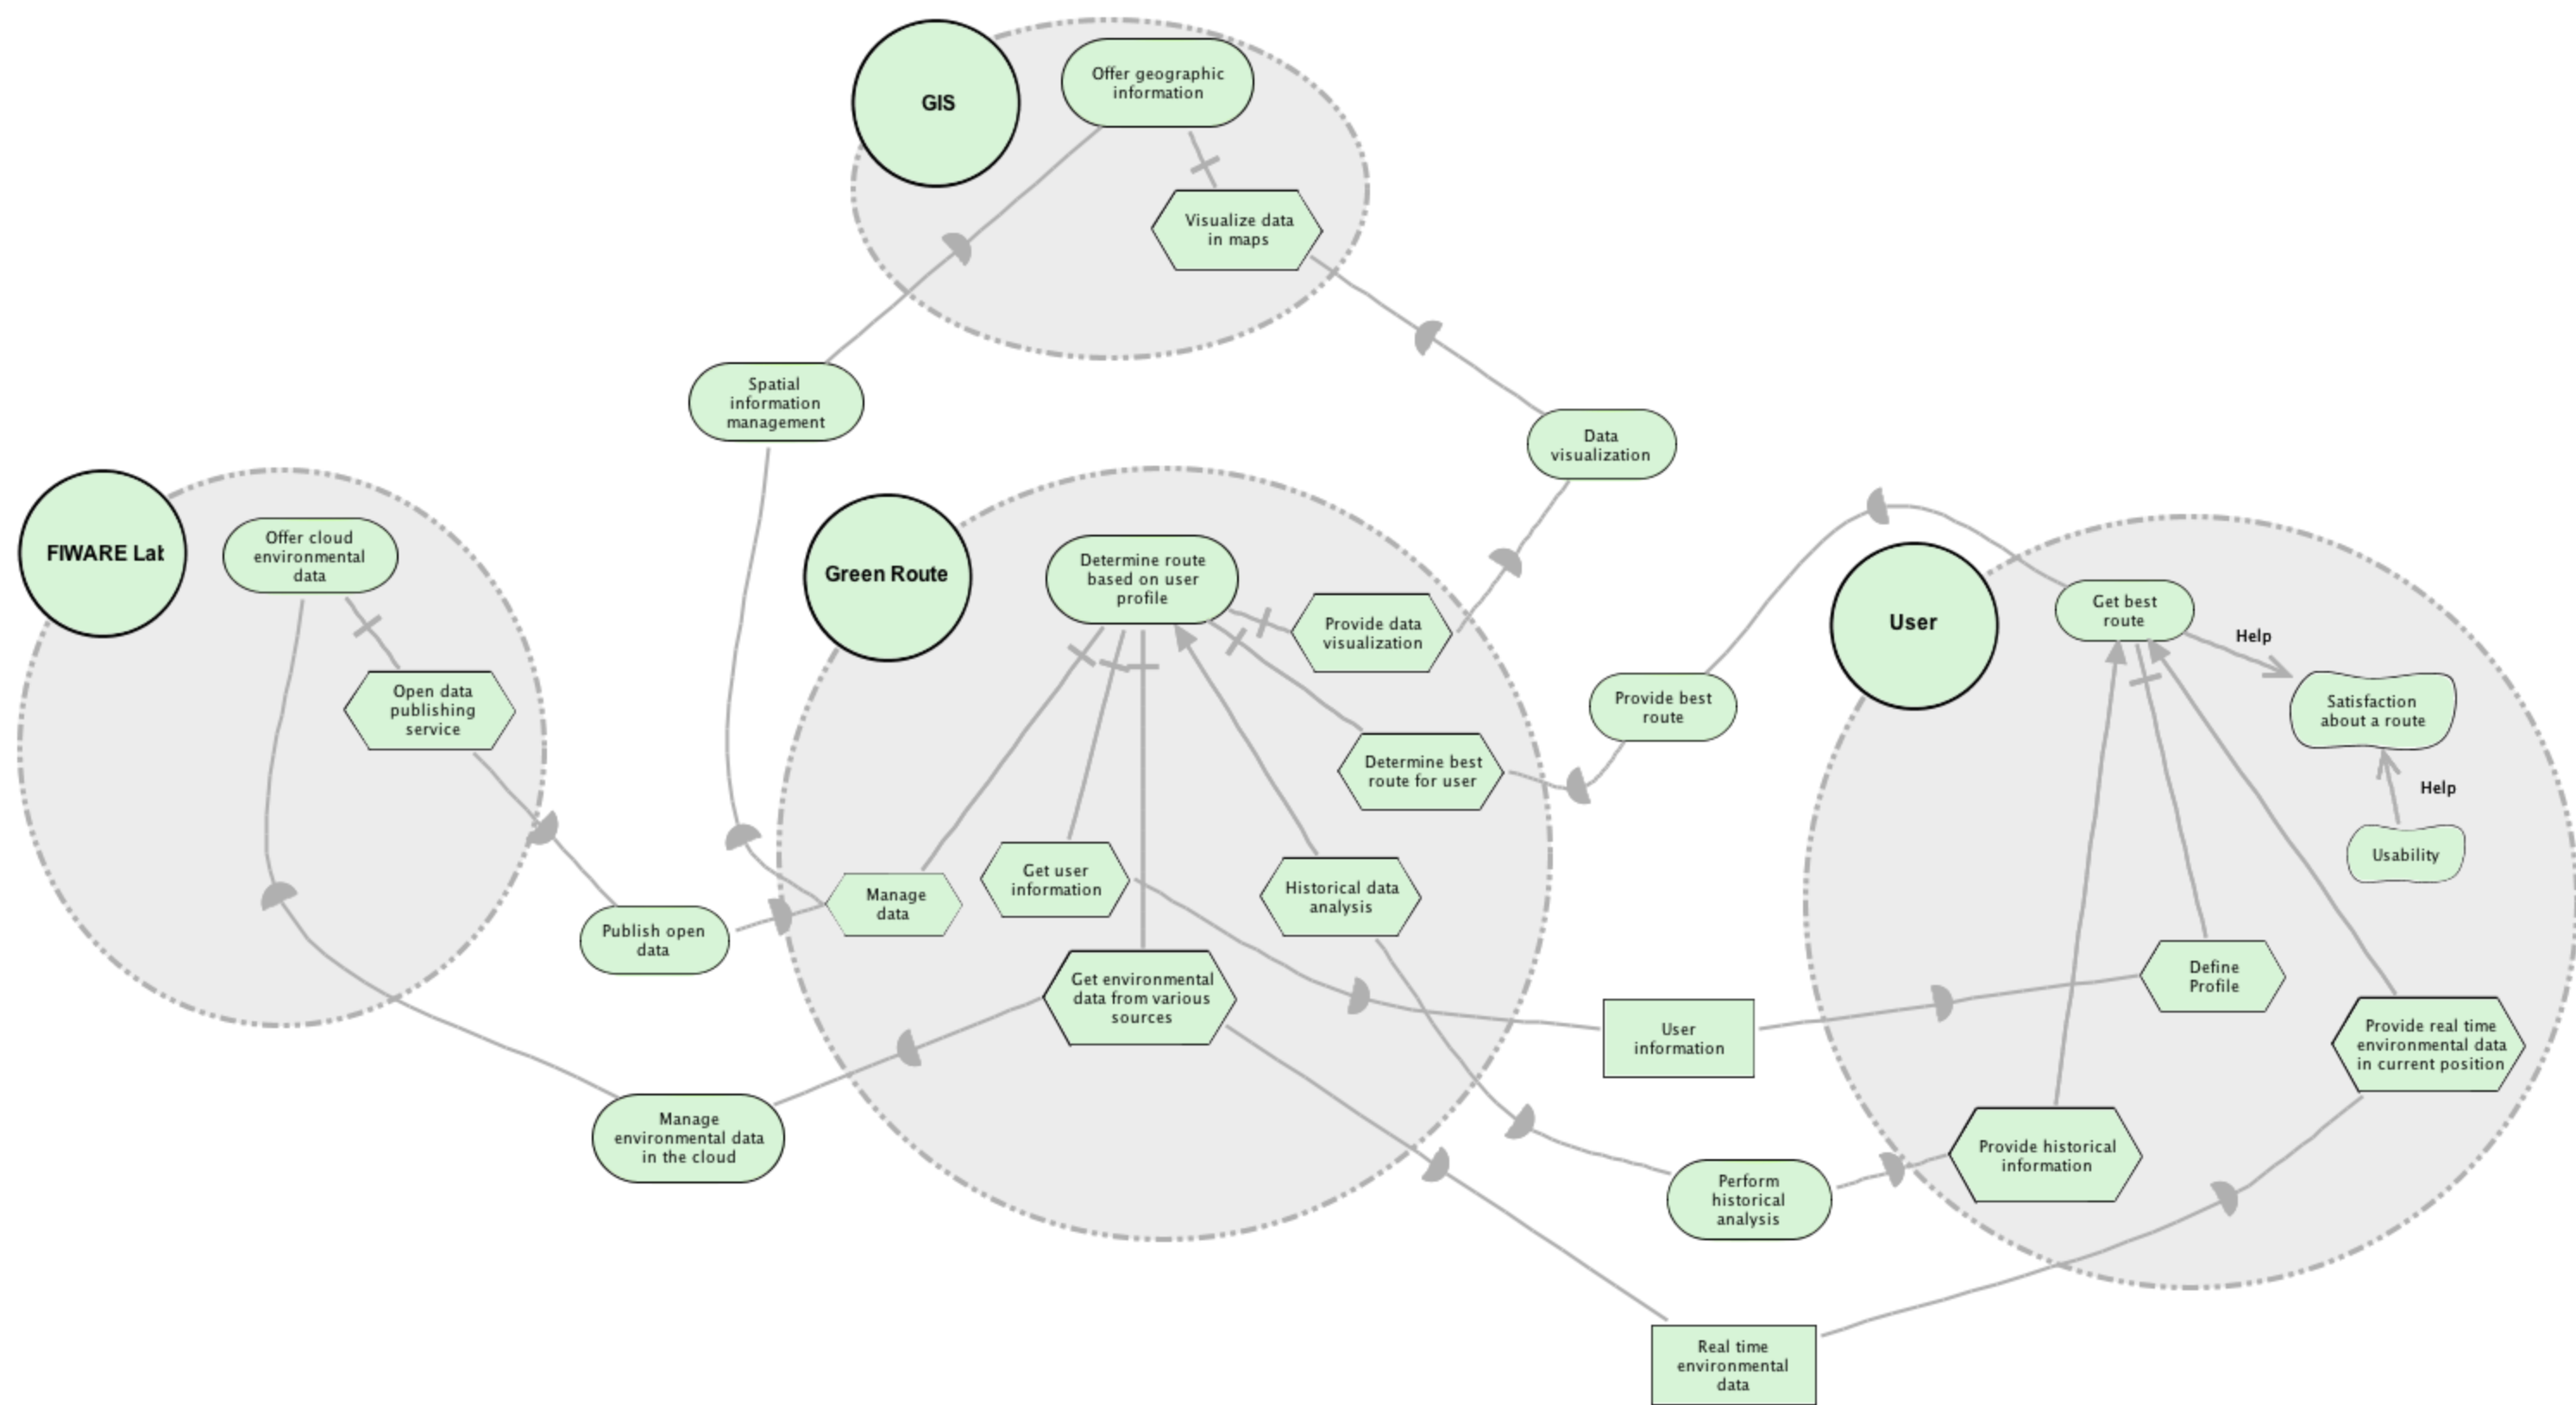 GIS
Offer geographic
information
Visualize data
in maps
Spatial
information
management
Data
visualization
FIWARE Lab
Offer cloud
environmental
data
Open data
publishing
service
Publish open
data
Manage
environmental data
in the cloud
Green Route
Determine route
based on user
profile
Provide data
visualization
Determine best
route for user
Manage
data
Get user
information
Historical data
analysis
Get environmental
data from various
sources
Provide best
route
User
information
Perform
historical
analysis
Real time
environmental
data
User
Get best
route
Help
Satisfaction
about a route
Help
Usability
Define
Profile
Provide real time
environmental data
in current position
Provide historical
information